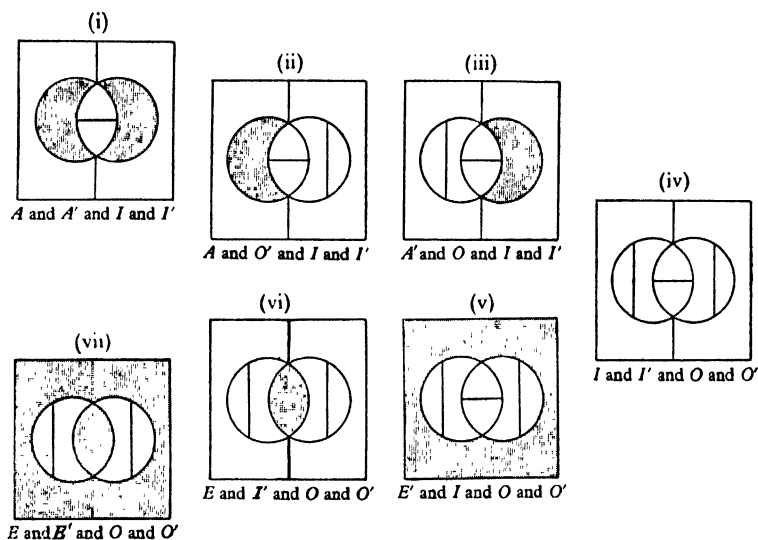 (i)
A and A' and I and I'
(ii)
A and O' and I and I'
(iii)
A' and O and I and I'
(iv)
I and I' and O and O'
(vii)
E and E' and O and O'
(vi)
E and I' and O and O'
(v)
E' and I and O and O'